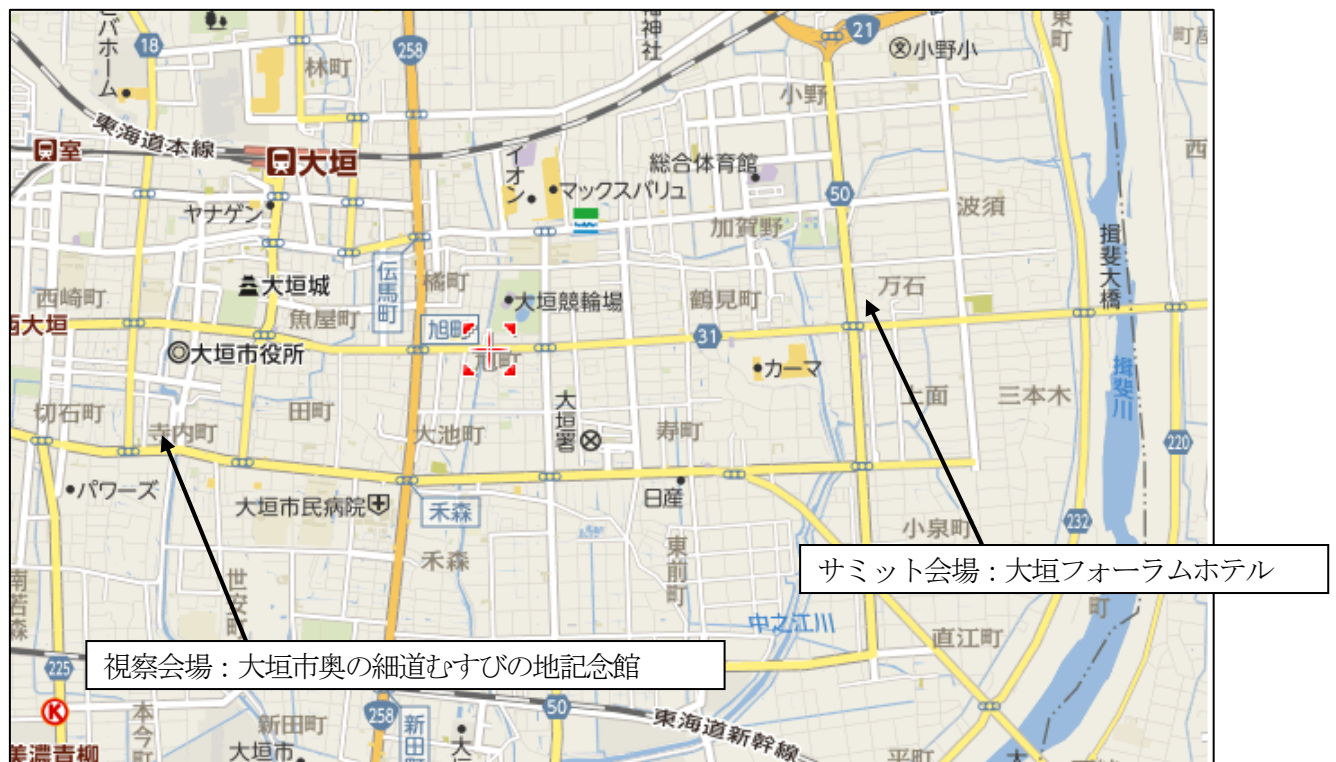 ビバホーム
18
258
林町
神社
21
小野小
東町
小野
東海道本線
室
大垣
イオン
マックスバリュ
FamilyMart
総合体育館
50
西
ヤナゲン
加賀野
波須
揖斐大橋
伝馬町
橘町
万石
大垣城
西崎町
大垣競輪場
鶴見町
魚屋町
西大垣
旭町
31
旭町
大垣市役所
カーマ
揖斐川
切石町
田町
大垣署
上面
三本木
寺内町
大池町
寿町
220
パワーズ
大垣市民病院
日産
禾森
232
小泉町
禾森
東前町
サミット会場：大垣フォーラムホテル
南若森
世安町
町
中之江川
直江町
視察会場：大垣市奥の細道むすびの地記念館
225
K
本今町
新田町
258
新田町
50
東海道新幹線
美濃青柳
大垣市
平町